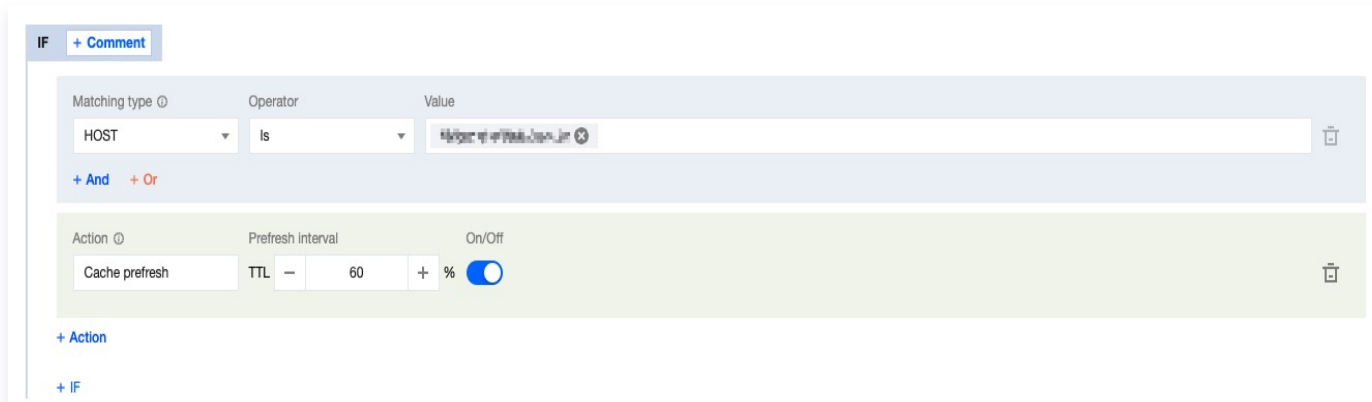 IF + Comment
Matching type Operator Value
HOST Is
+ And + Or
Action Prefresh interval On/Off
Cache prefresh TTL − 60 + %
+ Action
+ IF